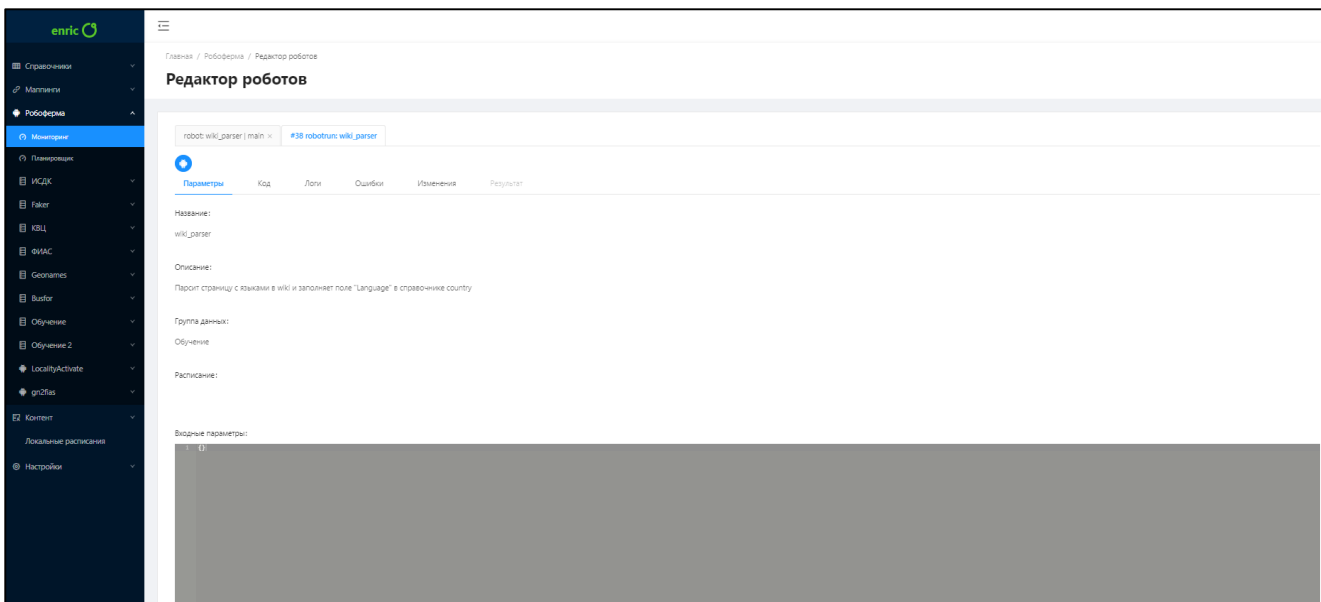 enric
Главная / Робоферма / Редактор роботов
Редактор роботов
Справочники
Маппинги
Робоферма
Мониторинг
Планировщик
ИСДК
Faker
КВЦ
ФИАС
Geonames
Busfor
Обучение
Обучение 2
LocalityActivate
gn2fias
Контент
Локальные расписания
Настройки
robot: wiki_parser | main ×
#38 robotrun: wiki_parser
Параметры Код Логи Ошибки Изменения Результат
Название:
wiki_parser
Описание:
Парсит страницу с языками в wiki и заполняет поле "Language" в справочнике country
Группа данных:
Обучение
Расписание:
Входные параметры:
1 {}